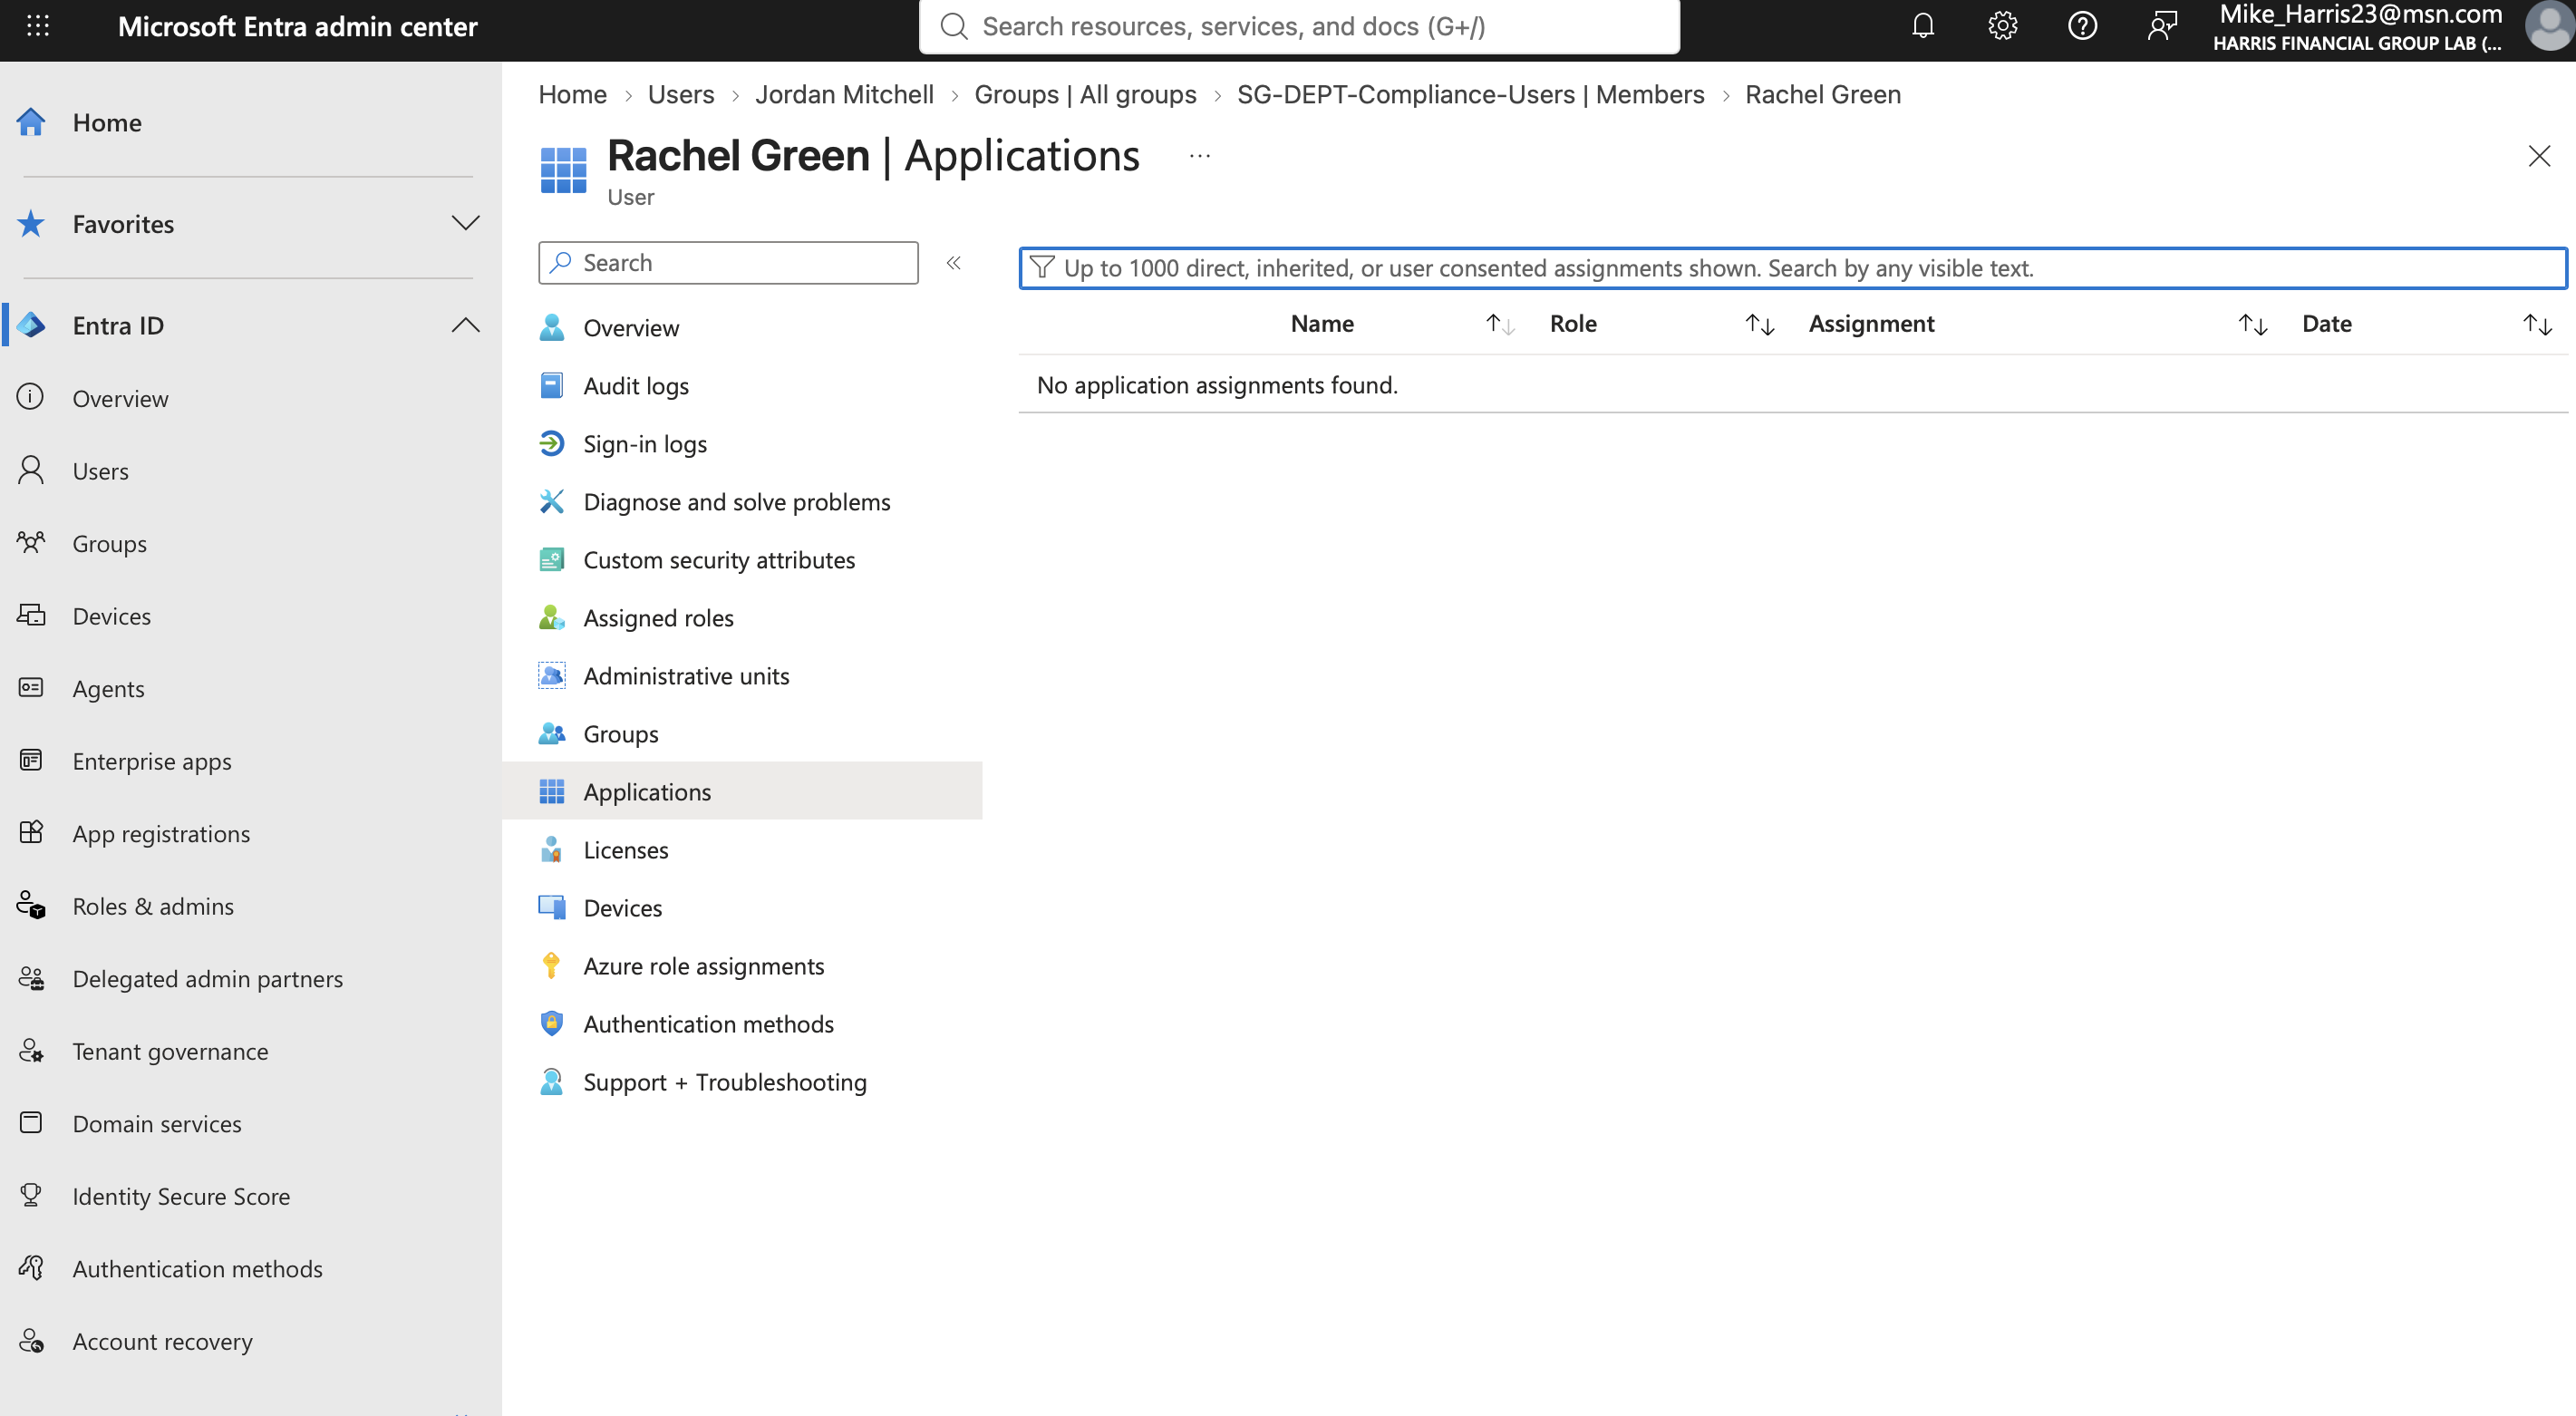 Microsoft Entra admin center
Search resources, services, and docs (G+/)
Mike_Harris23@msn.com
HARRIS FINANCIAL GROUP LAB (...
Home
Favorites
Entra ID
Overview
Users
Groups
Devices
Agents
Enterprise apps
App registrations
Roles & admins
Delegated admin partners
Tenant governance
Domain services
Identity Secure Score
Authentication methods
Account recovery
Home > Users > Jordan Mitchell > Groups | All groups > SG-DEPT-Compliance-Users | Members > Rachel Green
Rachel Green | Applications ...
User
Search
Overview
Audit logs
Sign-in logs
Diagnose and solve problems
Custom security attributes
Assigned roles
Administrative units
Groups
Applications
Licenses
Devices
Azure role assignments
Authentication methods
Support + Troubleshooting
Up to 1000 direct, inherited, or user consented assignments shown. Search by any visible text.
Name Role Assignment Date
No application assignments found.